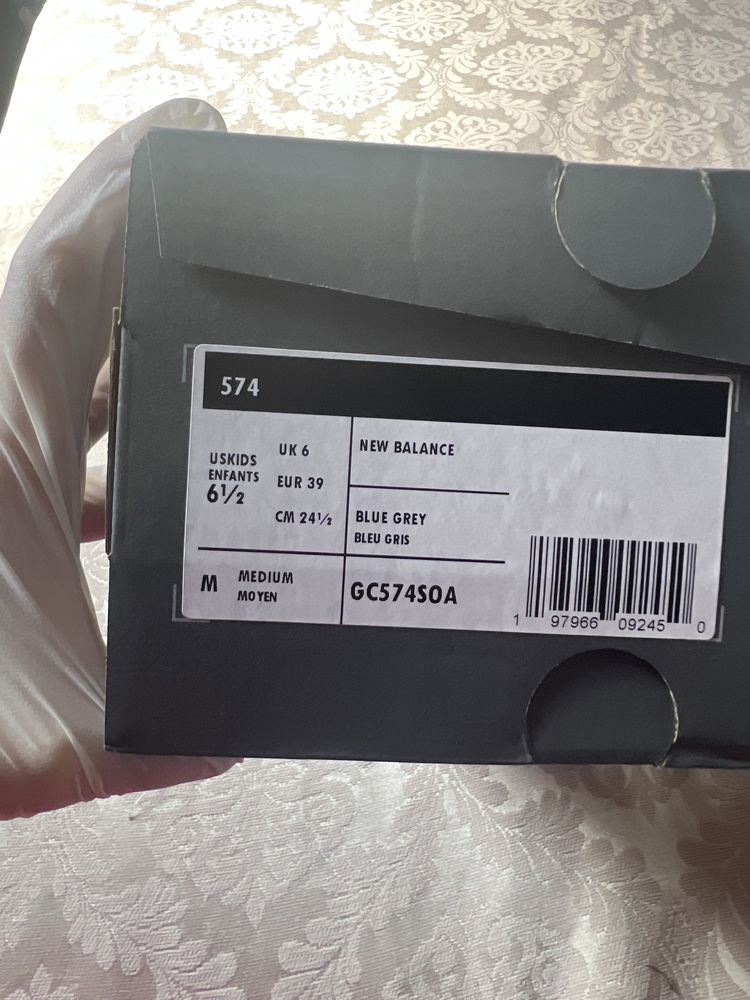 574
USKIDS
ENFANTS
6½
UK 6
EUR 39
CM 24½
NEW BALANCE
BLUE GREY
BLEU GRIS
M
MEDIUM
MOYEN
GC574SOA
1 97966 09245 0